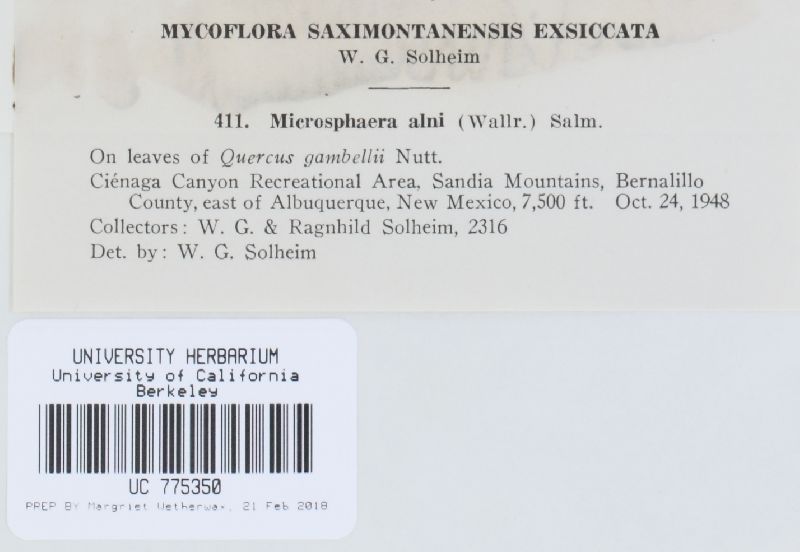 MYCOFLORA SAXIMONTANENSIS EXSICCATA
W. G. Solheim
411. Microsphaera alni (Wallr.) Salm.
On leaves of Quercus gambellii Nutt.
Ciénaga Canyon Recreational Area, Sandia Mountains, Bernalillo
County, east of Albuquerque, New Mexico, 7,500 ft. Oct. 24, 1948
Collectors: W. G. & Ragnhild Solheim, 2316
Det. by: W. G. Solheim
UNIVERSITY HERBARIUM
University of California
Berkeley
UC 775350
PREP BY Margriet Wetherwax, 21 Feb 2018